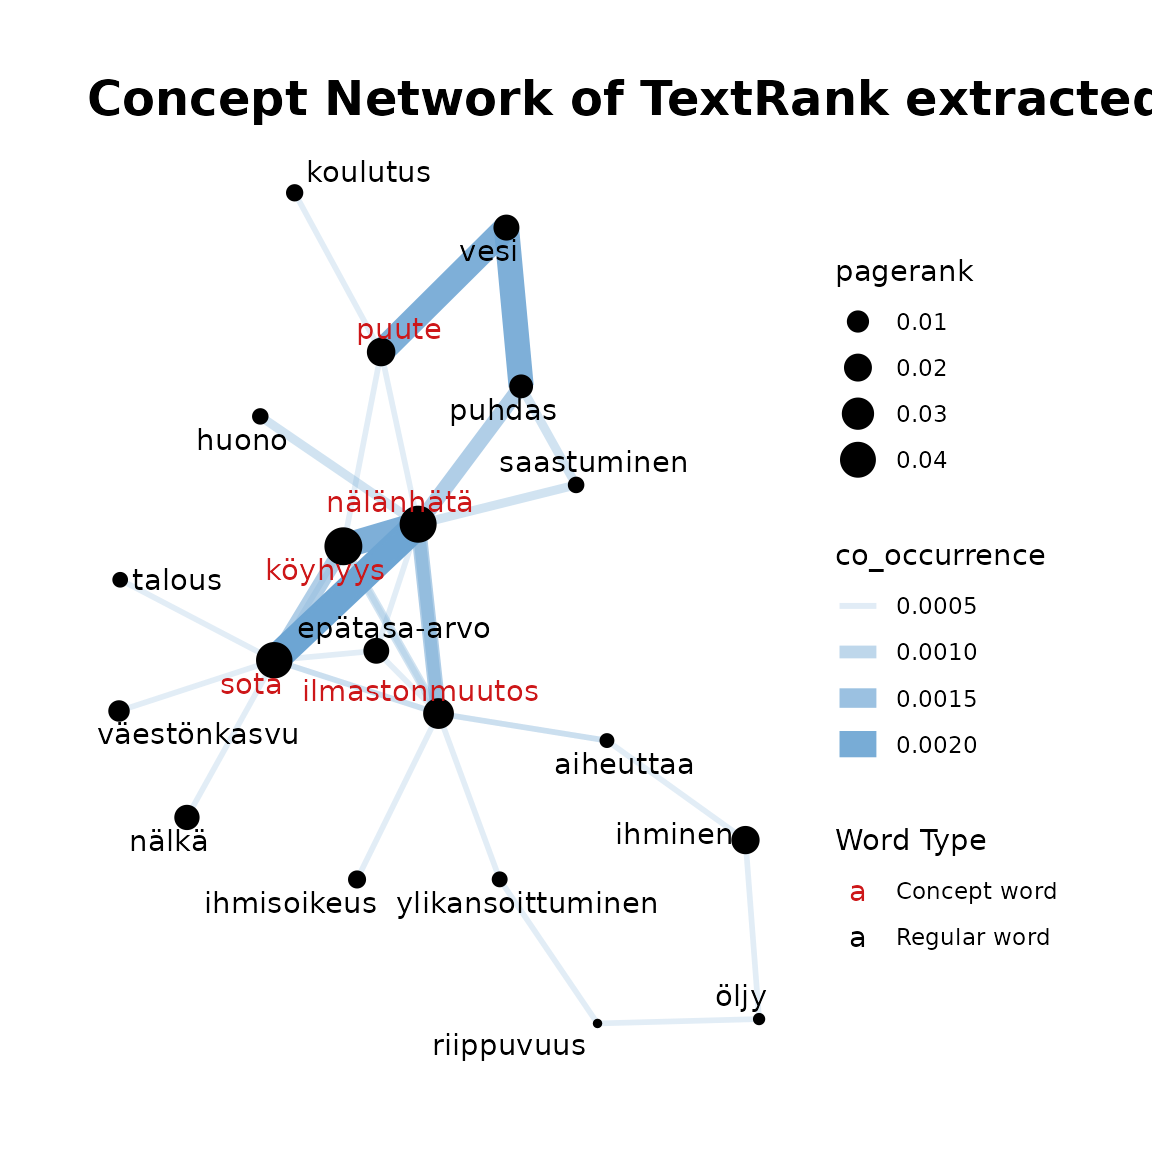 Concept Network of TextRank extracted
koulutus
vesi
puute
puhdas
huono
saastuminen
nälänhätä
köyhyys
talous
epätasa-arvo
sota
ilmastonmuutos
väestönkasvu
aiheuttaa
nälkä
ihminen
ihmisoikeus
ylikansoittuminen
öljy
riippuvuus
pagerank
0.01
0.02
0.03
0.04
co_occurrence
0.0005
0.0010
0.0015
0.0020
Word Type
a Concept word
a Regular word